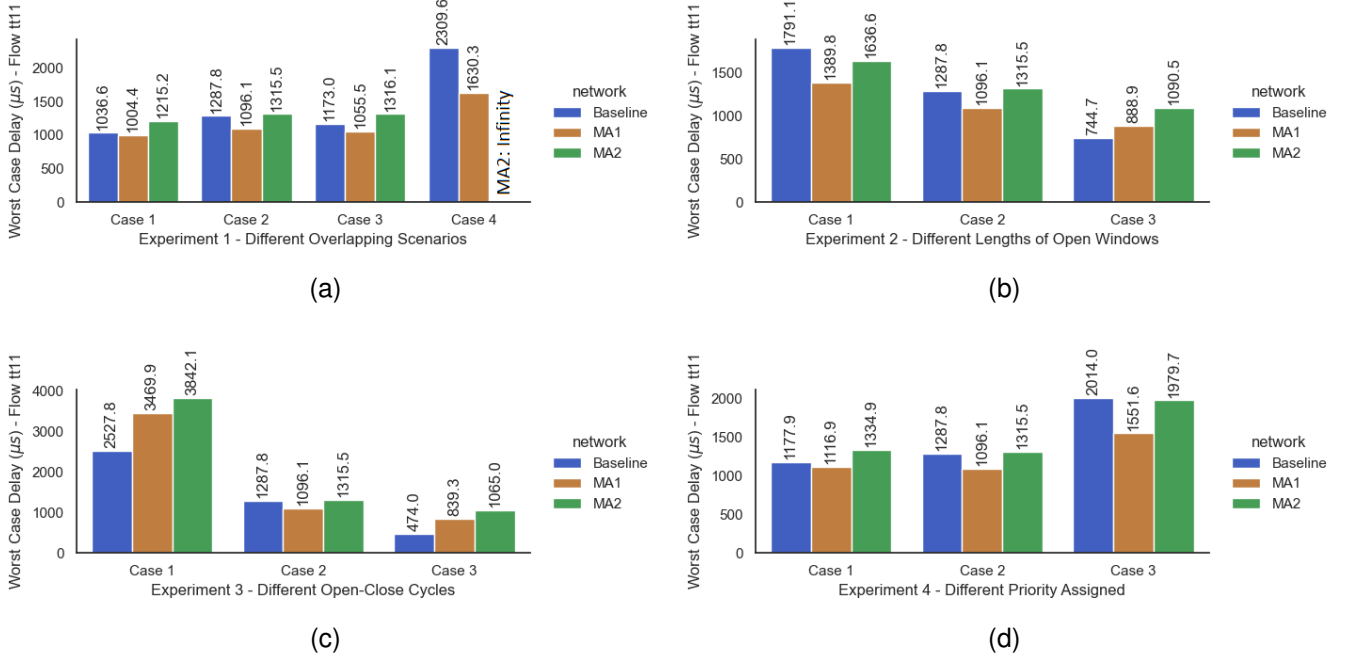 Worst Case Delay (μs) - Flow tt11
2000
1500
1000
500
0
1036.6
1004.4
1215.2
1287.8
1096.1
1315.5
1173.0
1055.5
1316.1
2309.6
1630.3
MA2: Infinity
Case 1
Case 2
Case 3
Case 4
Experiment 1 - Different Overlapping Scenarios
network
Baseline
MA1
MA2
(a)
Worst Case Delay (μs) - Flow tt11
1500
1000
500
0
1791.1
1389.8
1636.6
1287.8
1096.1
1315.5
744.7
888.9
1090.5
Case 1
Case 2
Case 3
Experiment 2 - Different Lengths of Open Windows
network
Baseline
MA1
MA2
(b)
Worst Case Delay (μs) - Flow tt11
4000
3000
2000
1000
0
2527.8
3469.9
3842.1
1287.8
1096.1
1315.5
474.0
839.3
1065.0
Case 1
Case 2
Case 3
Experiment 3 - Different Open-Close Cycles
network
Baseline
MA1
MA2
(c)
Worst Case Delay (μs) - Flow tt11
2000
1500
1000
500
0
1177.9
1116.9
1334.9
1287.8
1096.1
1315.5
2014.0
1551.6
1979.7
Case 1
Case 2
Case 3
Experiment 4 - Different Priority Assigned
network
Baseline
MA1
MA2
(d)